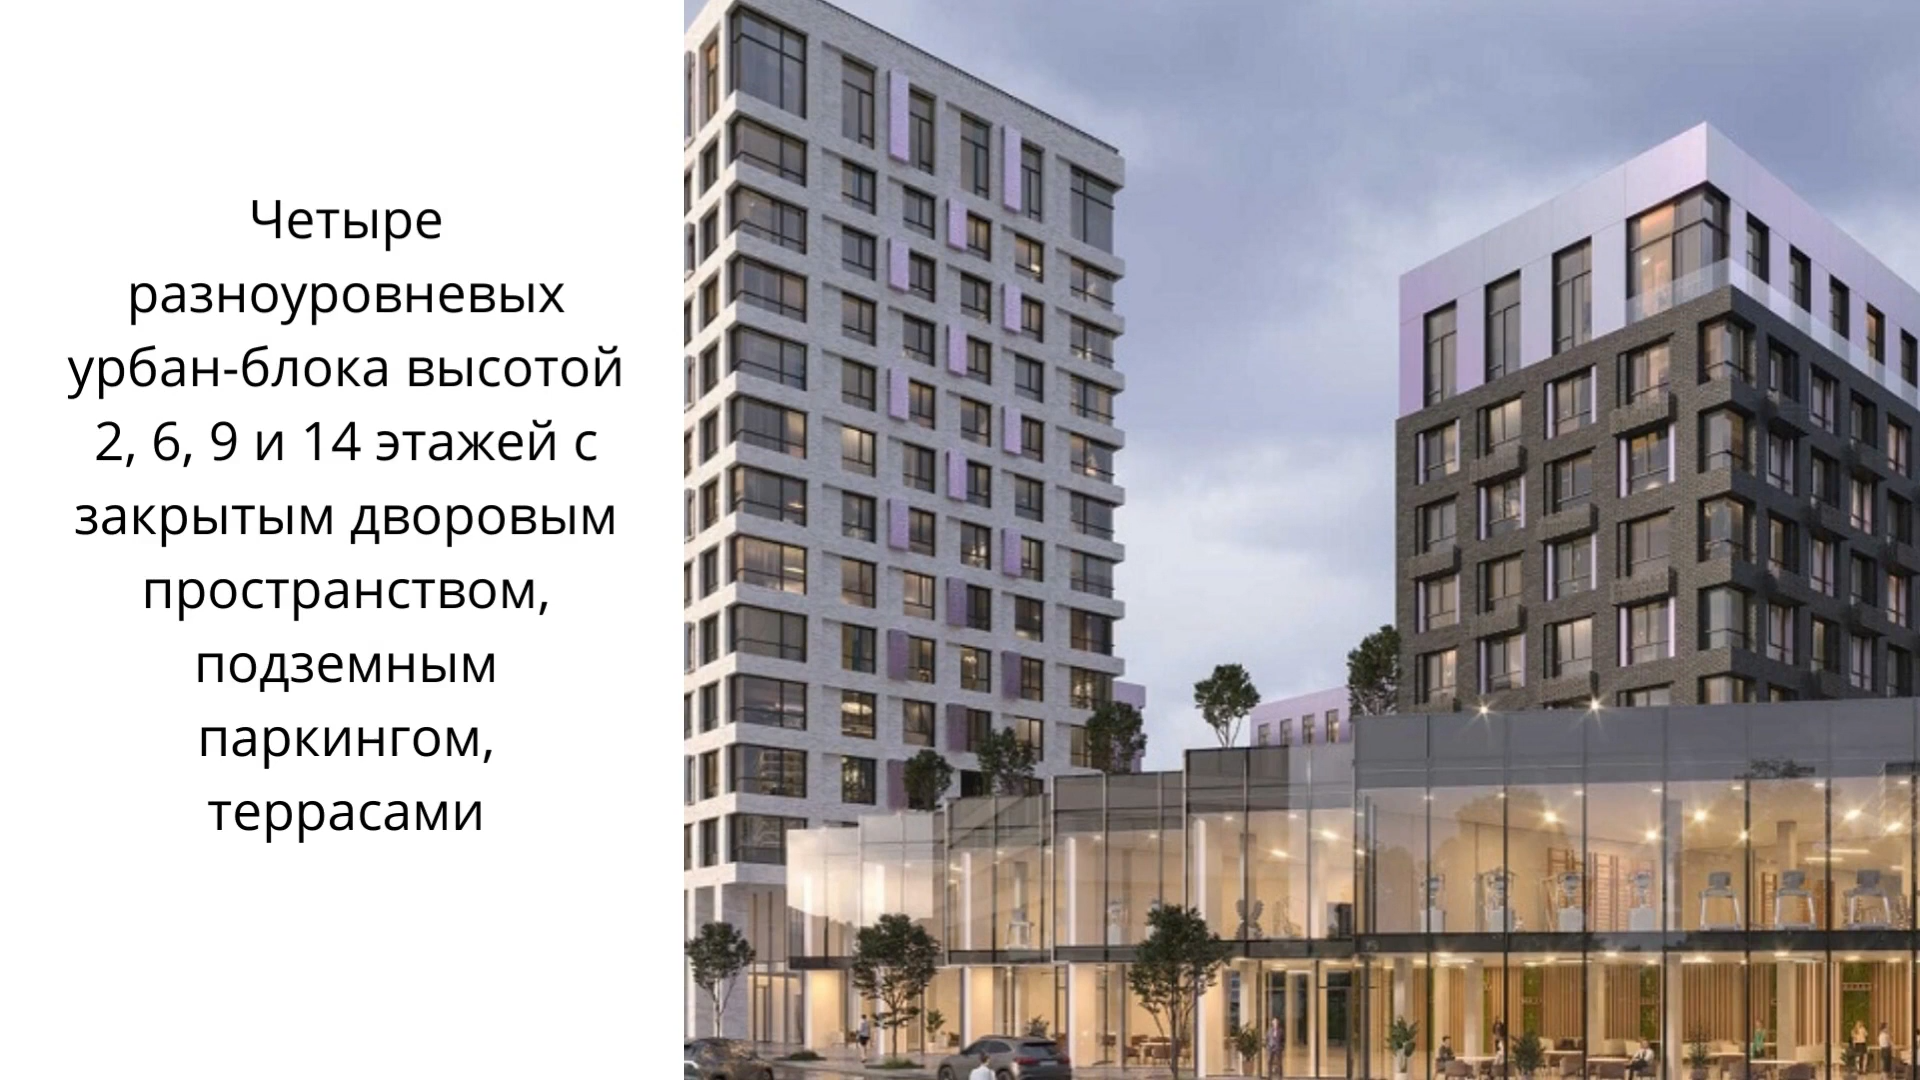 Четыре
разноуровневых
урбан-блока высотой
2, 6, 9 и 14 этажей с
закрытым дворовым
пространством,
подземным
паркингом,
террасами